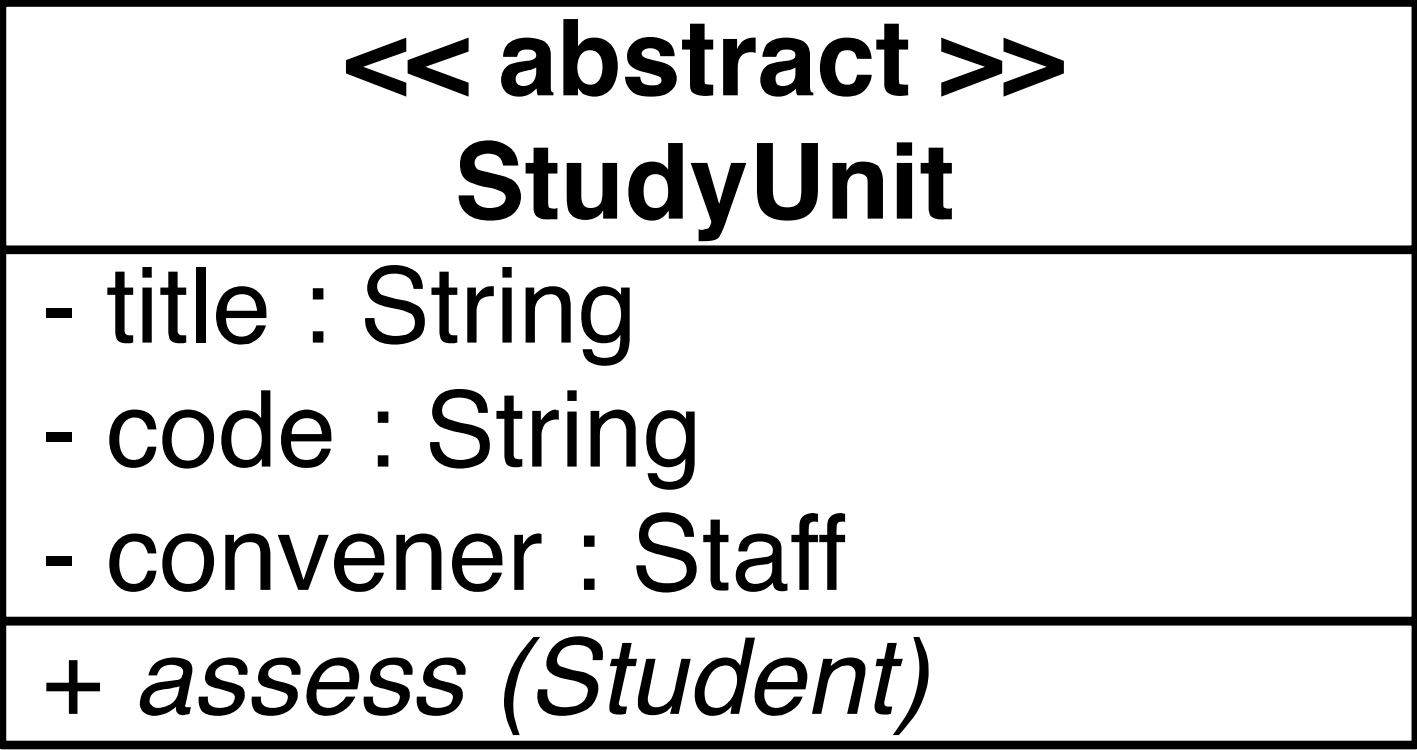 << abstract >>
StudyUnit
- title : String
- code : String
- convener : Staff
+ assess (Student)